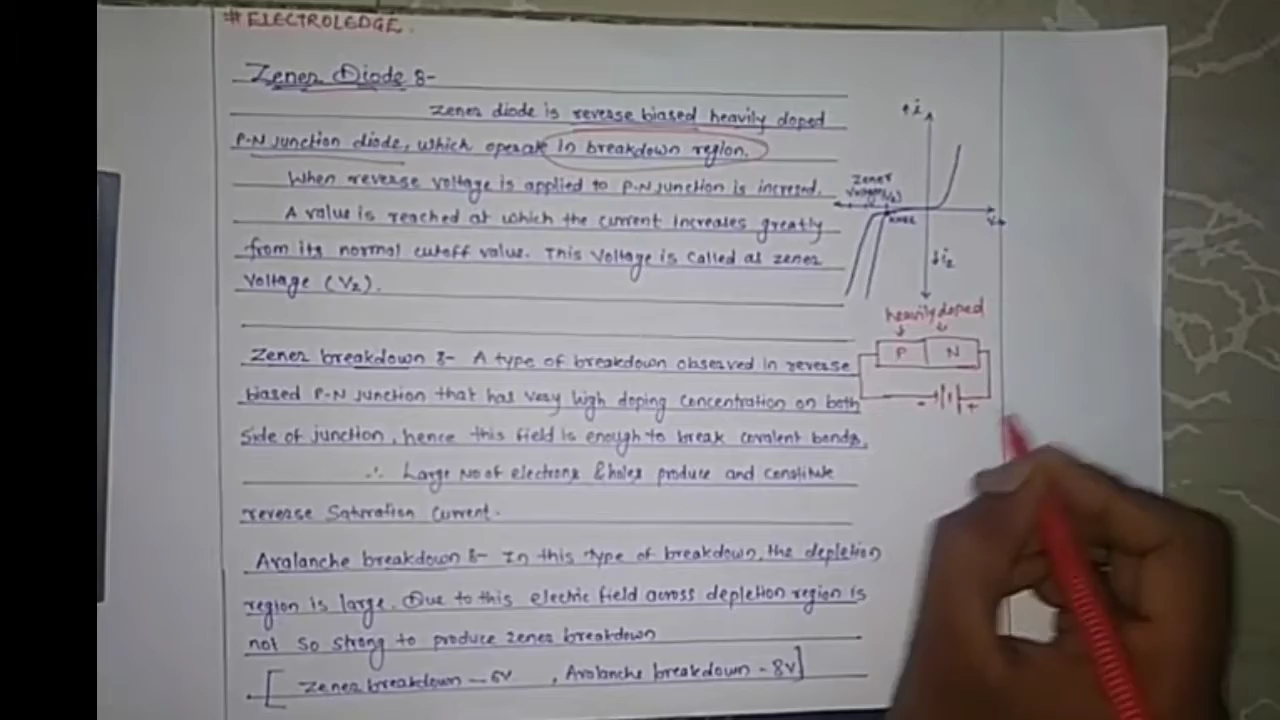 #ELECTROLEDGE.
Zener Diode :-
Zener diode is reverse biased heavily doped
P-N junction diode, which operate in breakdown region.
When reverse voltage is applied to P-N junction is incresed.
A value is reached at which the current increases greatly
from its normal cutoff value. This voltage is called as zener
voltage (Vz).
+i
Zener
voltage (Vz)
knee
V
↓iz
heavily doped
P N
- +
Zener breakdown :- A type of breakdown observed in reverse
biased P-N junction that has very high doping concentration on both
side of junction, hence this field is enough to break covalent bonds.
∴ Large No of electrons & holes produce and constitute
reverse Saturation Current.
Avalanche breakdown :- In this type of breakdown, the depletion
region is large. Due to this electric field across depletion region is
not so strong to produce zener breakdown
[ Zener breakdown - 6V , Avalanche breakdown - 8V]